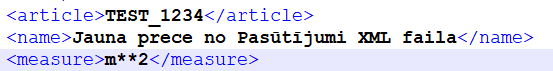 <article>TEST_1234</article>
<name>Jauna prece no Pasūtījumi XML faila</name>
<measure>m**2</measure>